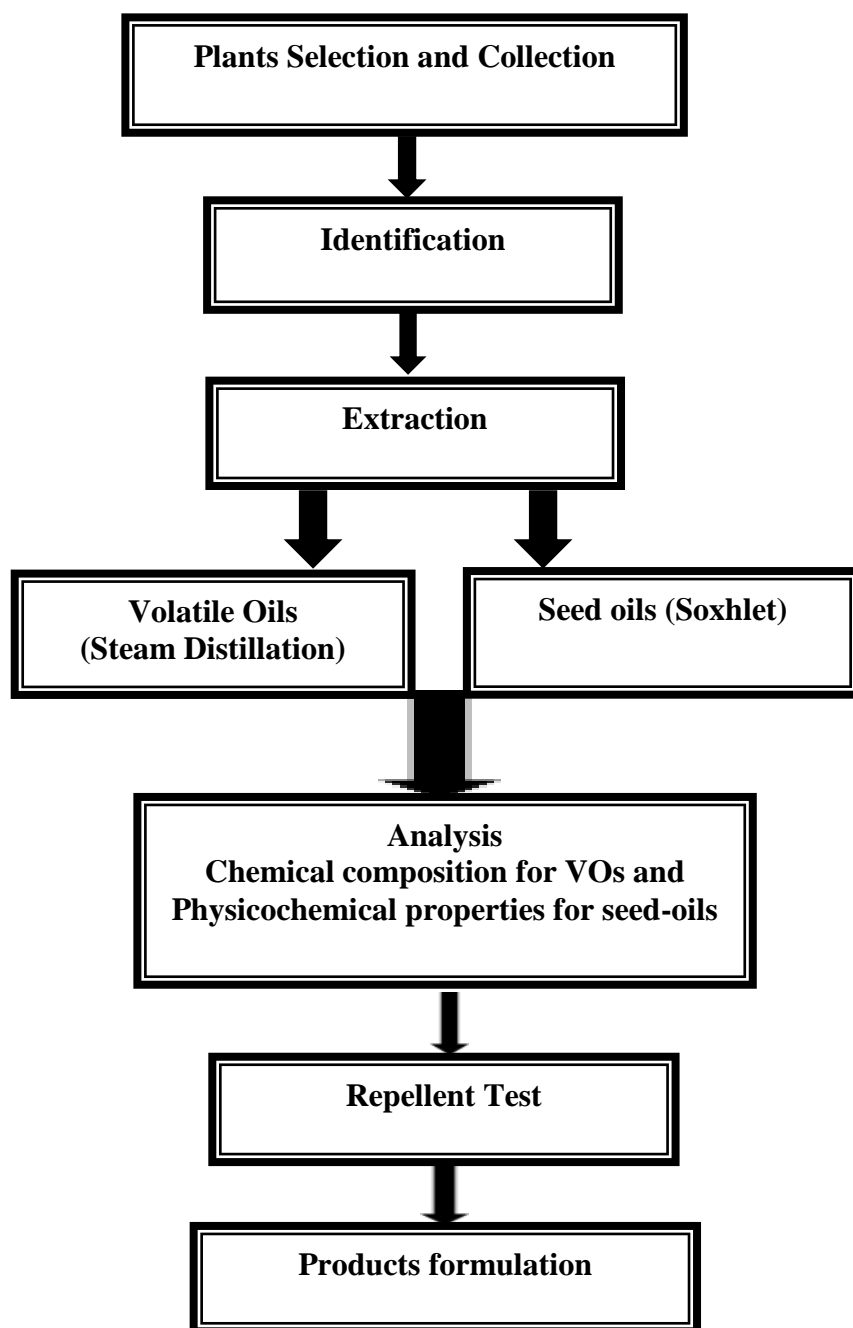 Plants Selection and Collection
Identification
Extraction
Volatile Oils
(Steam Distillation)
Seed oils (Soxhlet)
Analysis
Chemical composition for VOs and
Physicochemical properties for seed-oils
Repellent Test
Products formulation